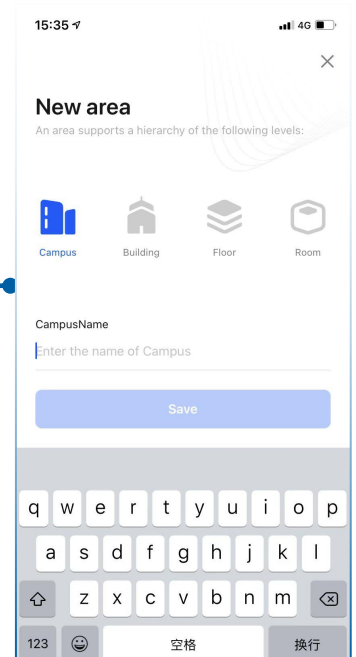 15:35 4G
New area
An area supports a hierarchy of the following levels:
Campus Building Floor Room
CampusName
Enter the name of Campus
Save
q w e r t y u i o p
a s d f g h j k l
z x c v b n m
123 空格 换行